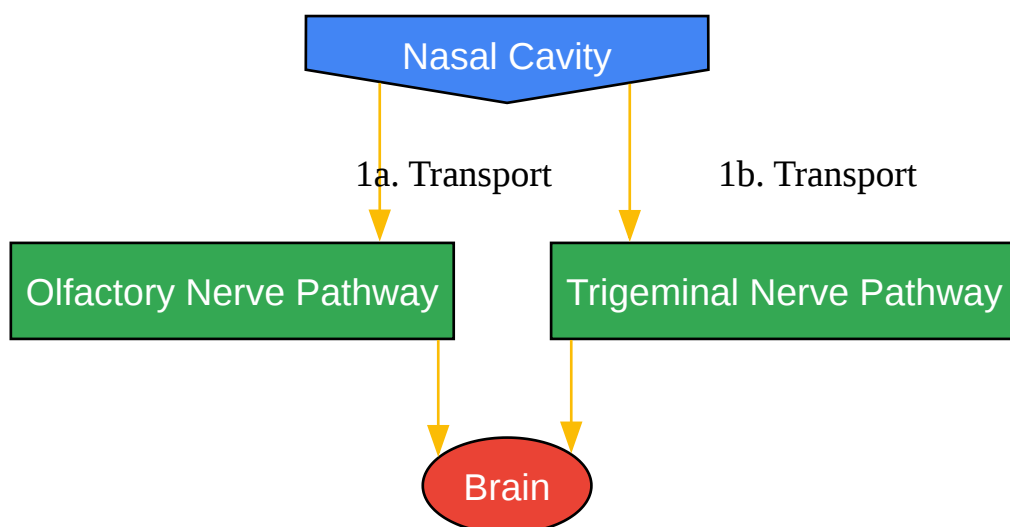 Nasal Cavity
1a. Transport
1b. Transport
Olfactory Nerve Pathway
Trigeminal Nerve Pathway
Brain